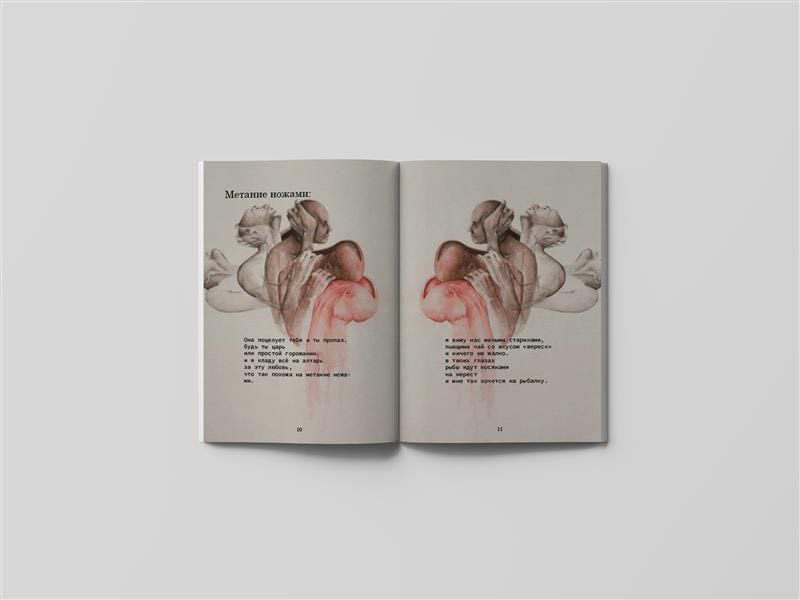 Метание ножами:
Она поцелует тебя и ты пропал.
будь ты царь
или простой горожанин.
и я кладу всё на алтарь
за эту любовь,
что так похожа на метание ножа-
ми.
10
я вижу нас милыми стариками,
пьющими чай со вкусом «вереск»
и ничего не жалко.
в твоих глазах
рыбы идут косяками
на нерест
и мне так хочется на рыбалку.
11